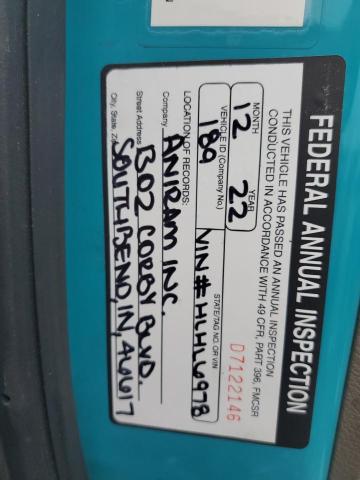 FEDERAL ANNUAL INSPECTION
THIS VEHICLE HAS PASSED AN ANNUAL INSPECTION
CONDUCTED IN ACCORDANCE WITH 49 CFR, PART 396, FMCSR
D7122146
MONTH YEAR
12 22
VEHICLE ID (Company No.) STATE/TAG NO. OR VIN
189 VIN#HLHL6978
LOCATION OF RECORDS:
ANIRAM INC.
Company
1302 CORBY BLVD.
Street Address
SOUTH BEND, IN, 46617
City, State,